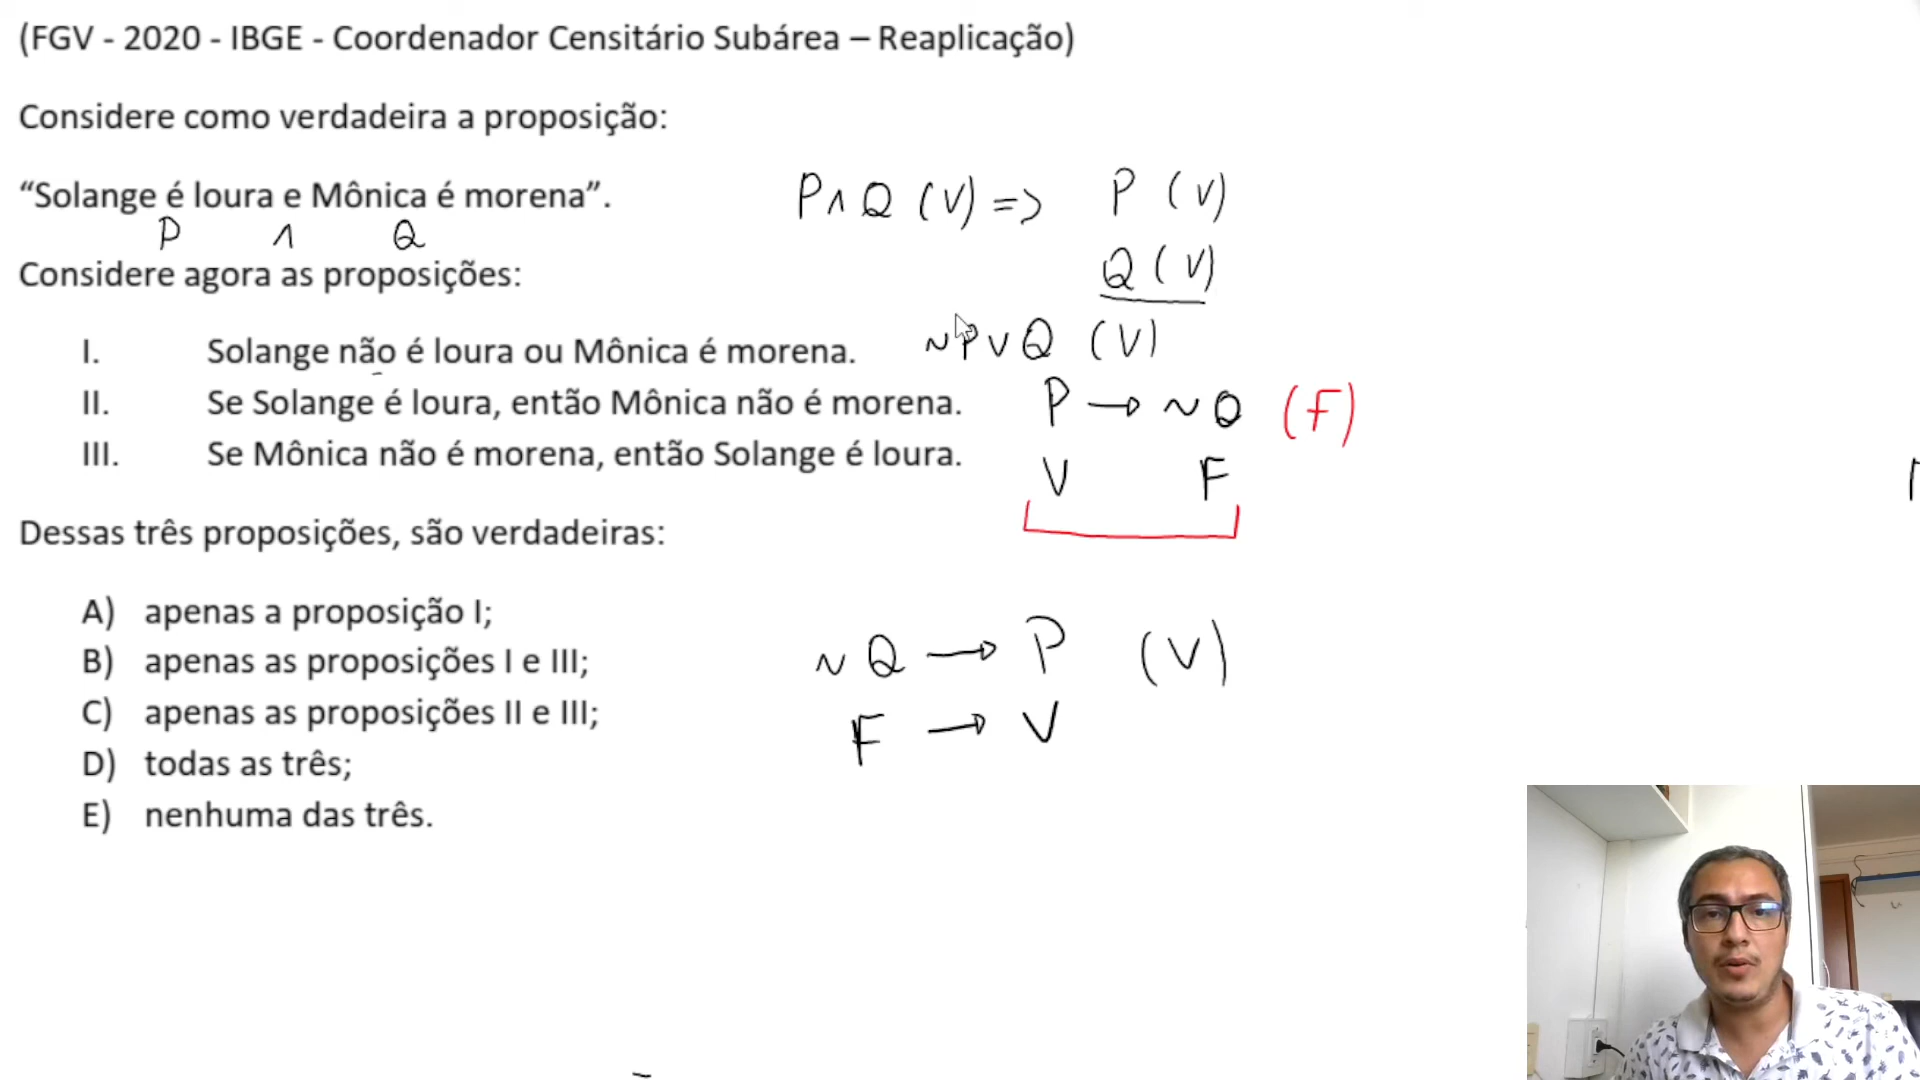 (FGV - 2020 - IBGE - Coordenador Censitário Subárea – Reaplicação)
Considere como verdadeira a proposição:
“Solange é loura e Mônica é morena”.
P ∧ Q
P ∧ Q (V) => P (V)
Q (V)
Considere agora as proposições:
I. Solange não é loura ou Mônica é morena.
~P ∨ Q (V)
II. Se Solange é loura, então Mônica não é morena.
P → ~Q (F)
III. Se Mônica não é morena, então Solange é loura.
V F
Dessas três proposições, são verdadeiras:
A) apenas a proposição I;
B) apenas as proposições I e III;
C) apenas as proposições II e III;
D) todas as três;
E) nenhuma das três.
~Q → P (V)
F → V